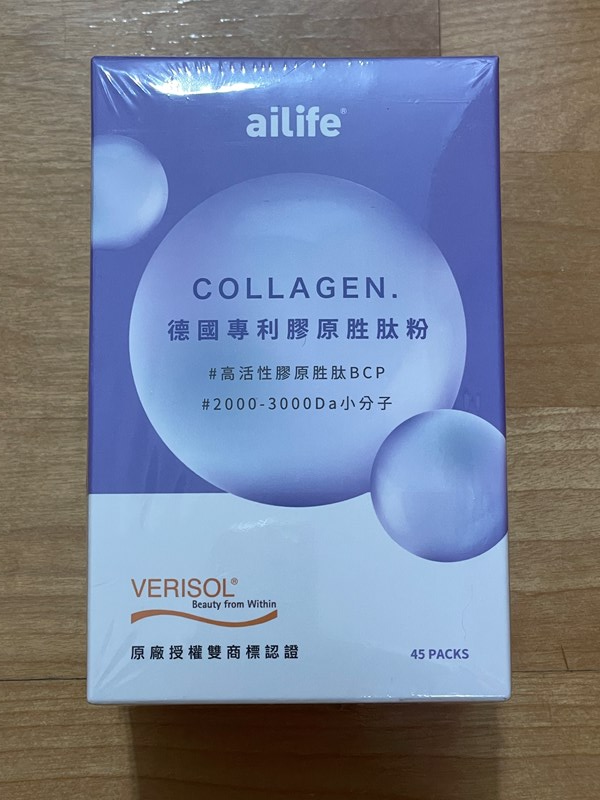 ailife®
COLLAGEN.
德國專利膠原胜肽粉
#高活性膠原胜肽BCP
#2000-3000Da小分子
VERISOL®
Beauty from Within
原廠授權雙商標認證
45 PACKS